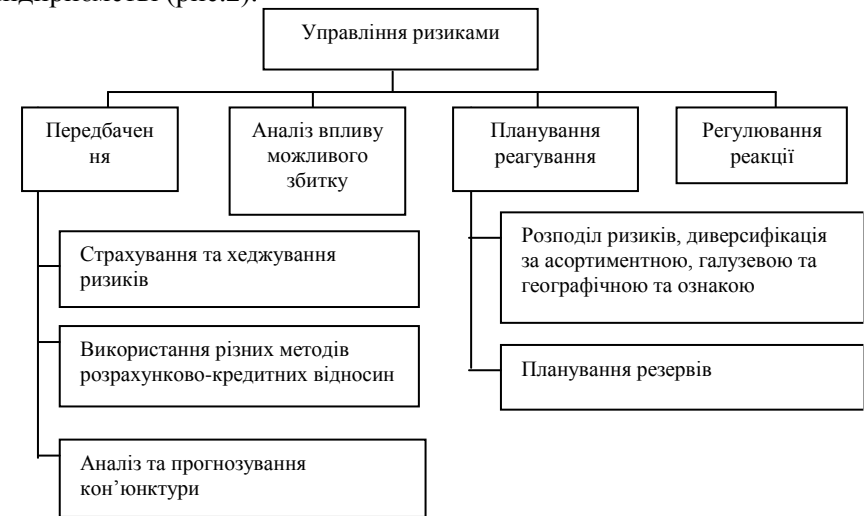 (рис.2).
Управління ризиками
Передбачен
ня
Аналіз впливу
можливого
збитку
Планування
реагування
Регулювання
реакції
Страхування та хеджування
ризиків
Використання різних методів
розрахунково-кредитних відносин
Аналіз та прогнозування
кон’юнктури
Розподіл ризиків, диверсифікація
за асортиментною, галузевою та
географічною та ознакою
Планування резервів